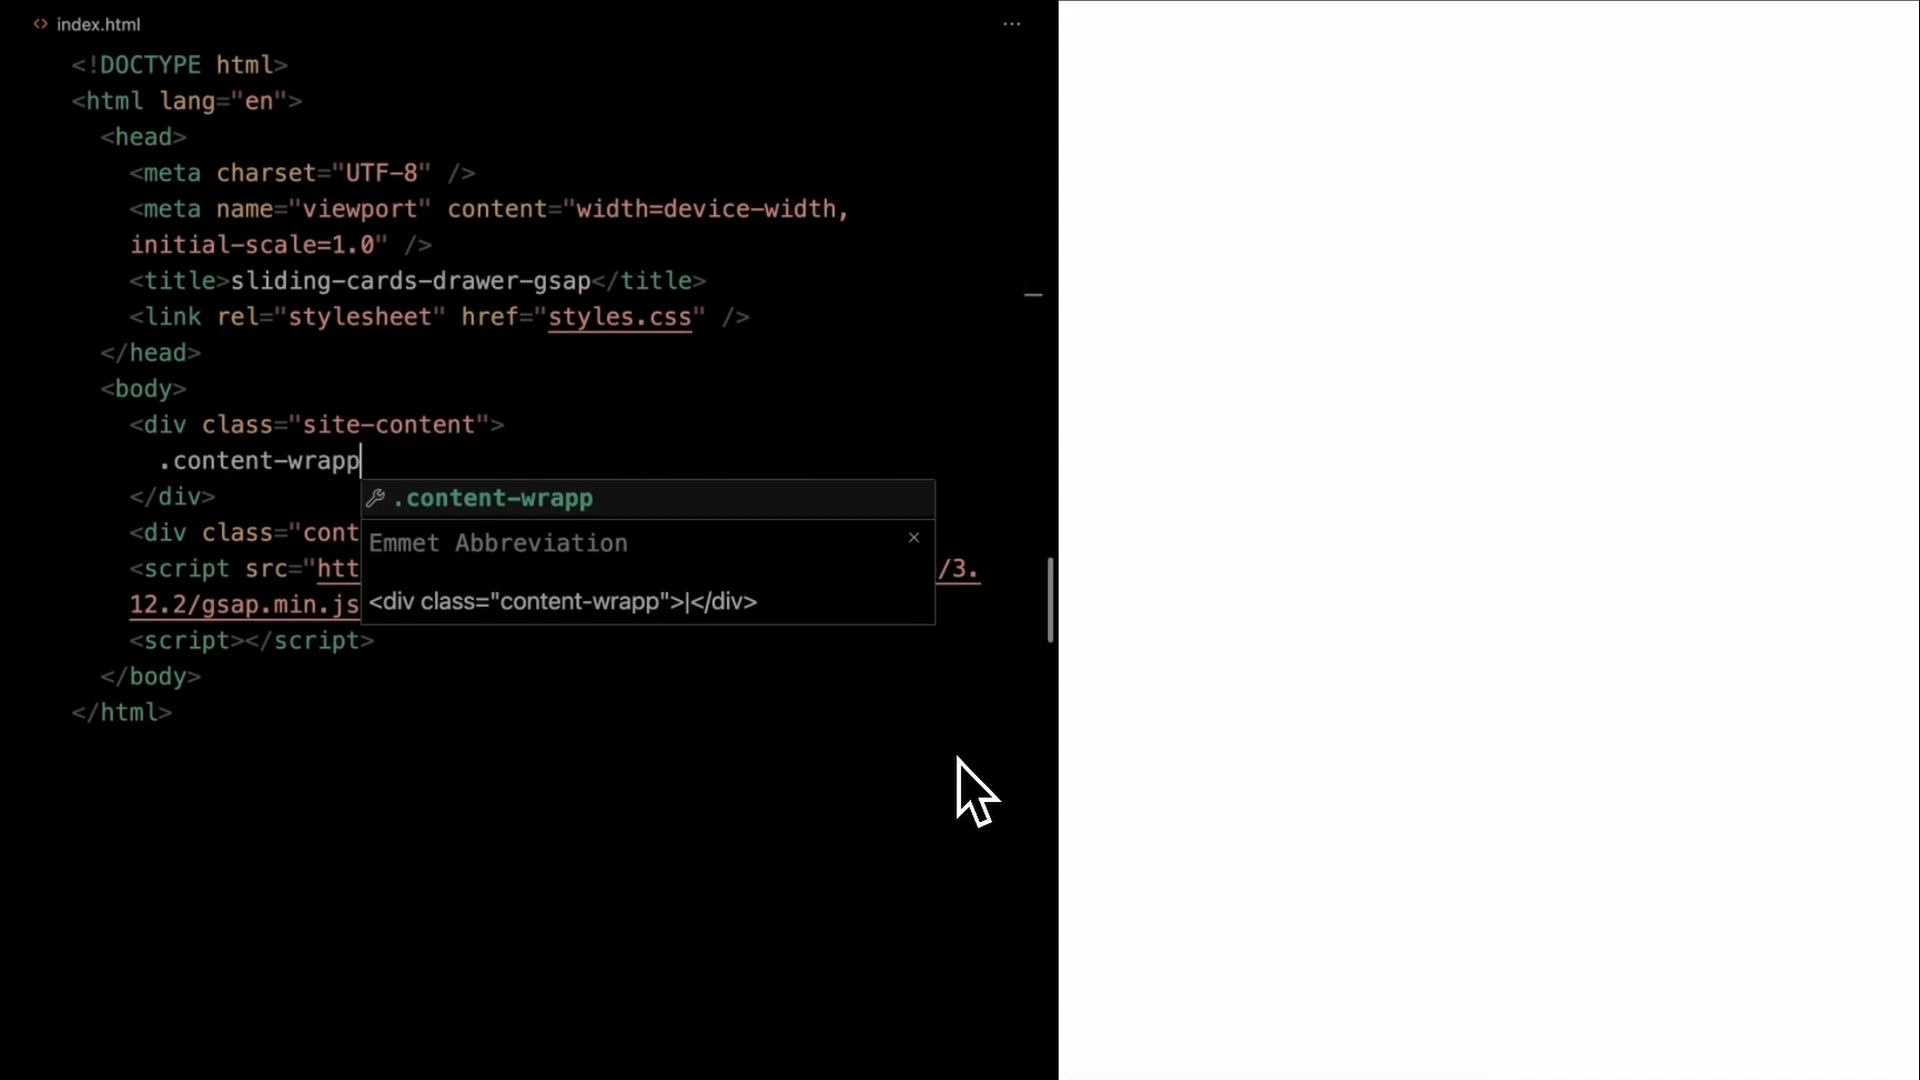 <> index.html ...
<!DOCTYPE html>
<html lang="en">
<head>
<meta charset="UTF-8" />
<meta name="viewport" content="width=device-width,
initial-scale=1.0" />
<title>sliding-cards-drawer-gsap</title>
<link rel="stylesheet" href="styles.css" />
</head>
<body>
<div class="site-content">
.content-wrapp
</div>
.content-wrapp
<div class="cont
Emmet Abbreviation ×
<script src="htt
/3.
<div class="content-wrapp">|</div>
12.2/gsap.min.js
<script></script>
</body>
</html>